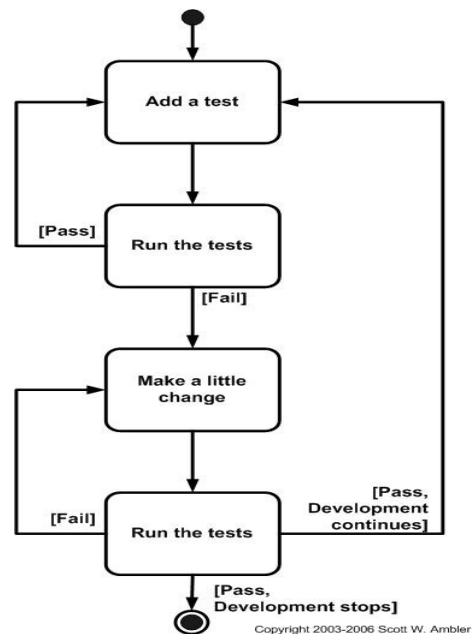 Add a test
[Pass]
Run the tests
[Fail]
Make a little
change
[Fail]
Run the tests
[Pass,
Development
continues]
[Pass,
Development stops]
Copyright 2003-2006 Scott W. Ambler